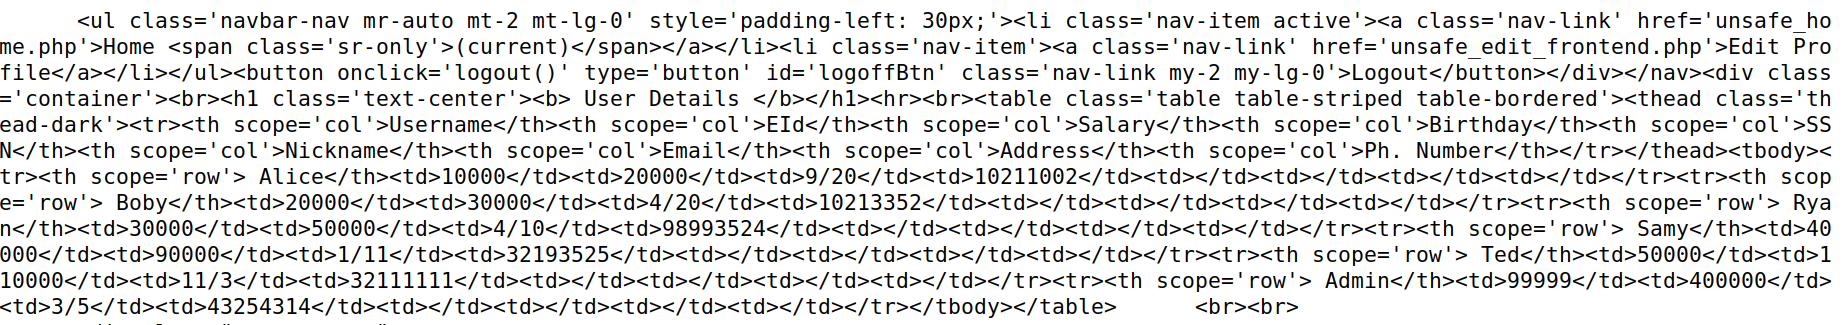 <ul class='navbar-nav mr-auto mt-2 mt-lg-0' style='padding-left: 30px;'><li class='nav-item active'><a class='nav-link' href='unsafe_ho
me.php'>Home <span class='sr-only'>(current)</span></a></li><li class='nav-item'><a class='nav-link' href='unsafe_edit_frontend.php'>Edit Pro
file</a></li></ul><button onclick='logout()' type='button' id='logoffBtn' class='nav-link my-2 my-lg-0'>Logout</button></div></nav><div class
='container'><br><h1 class='text-center'><b> User Details </b></h1><hr><br><table class='table table-striped table-bordered'><thead class='th
ead-dark'><tr><th scope='col'>Username</th><th scope='col'>EId</th><th scope='col'>Salary</th><th scope='col'>Birthday</th><th scope='col'>SS
N</th><th scope='col'>Nickname</th><th scope='col'>Email</th><th scope='col'>Address</th><th scope='col'>Ph. Number</th></tr></thead><tbody><
tr><th scope='row'> Alice</th><td>10000</td><td>20000</td><td>9/20</td><td>10211002</td><td></td><td></td><td></td><td></td></tr><tr><th scop
e='row'> Boby</th><td>20000</td><td>30000</td><td>4/20</td><td>10213352</td><td></td><td></td><td></td><td></td></tr><tr><th scope='row'> Rya
n</th><td>30000</td><td>50000</td><td>4/10</td><td>98993524</td><td></td><td></td><td></td><td></td></tr><tr><th scope='row'> Samy</th><td>40
000</td><td>90000</td><td>1/11</td><td>32193525</td><td></td><td></td><td></td><td></td></tr><tr><th scope='row'> Ted</th><td>50000</td><td>1
10000</td><td>11/3</td><td>32111111</td><td></td><td></td><td></td><td></td></tr><tr><th scope='row'> Admin</th><td>99999</td><td>400000</td>
<td>3/5</td><td>43254314</td><td></td><td></td><td></td><td></td></tr></tbody></table>      <br><br>